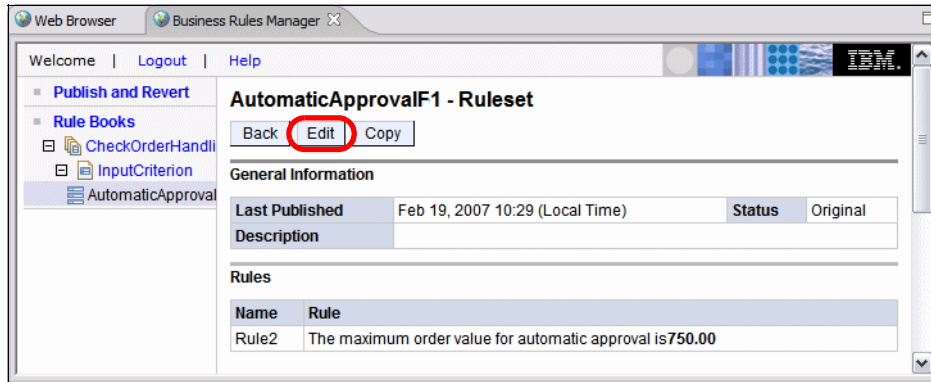 Web Browser
Business Rules Manager
Welcome | Logout | Help
IBM.
Publish and Revert
Rule Books
CheckOrderHandli
InputCriterion
AutomaticApproval
AutomaticApprovalF1 - Ruleset
Back Edit Copy
General Information
Last Published Feb 19, 2007 10:29 (Local Time) Status Original
Description
Rules
Name Rule
Rule2 The maximum order value for automatic approval is750.00